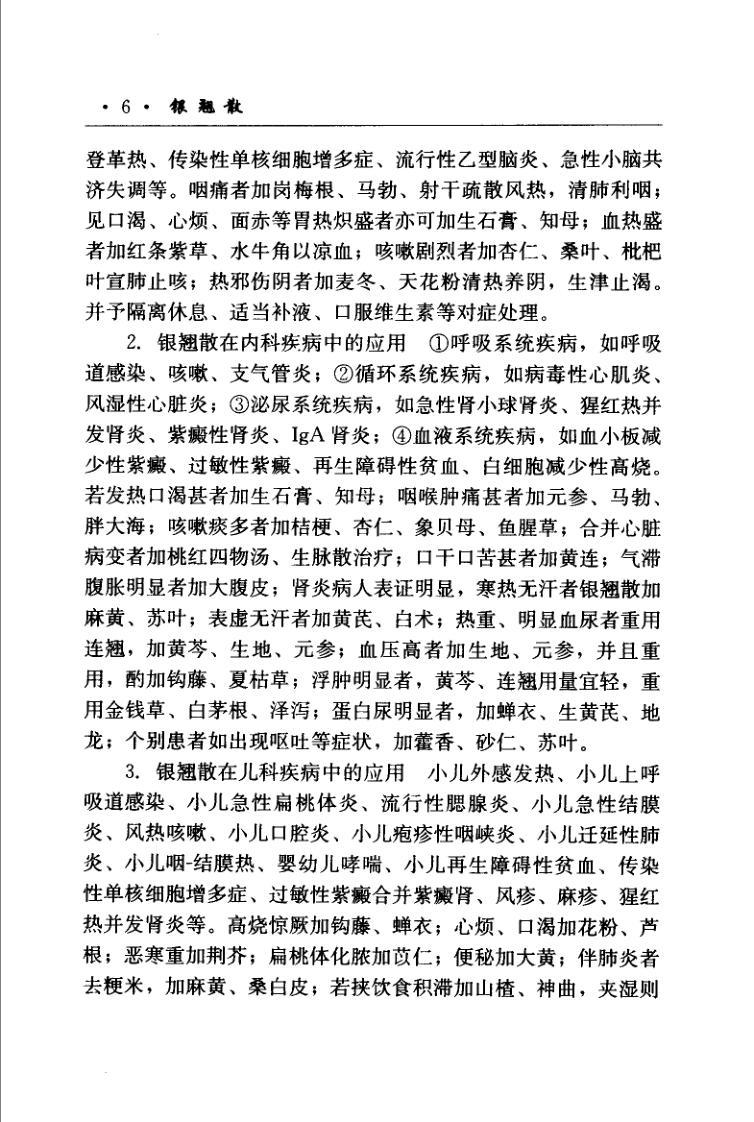 · 6 · 银翘散
登革热、传染性单核细胞增多症、流行性乙型脑炎、急性小脑共
济失调等。咽痛者加岗梅根、马勃、射干疏散风热，清肺利咽；
见口渴、心烦、面赤等胃热炽盛者亦可加生石膏、知母；血热盛
者加红条紫草、水牛角以凉血；咳嗽剧烈者加杏仁、桑叶、枇杷
叶宣肺止咳；热邪伤阴者加麦冬、天花粉清热养阴，生津止渴。
并予隔离休息、适当补液、口服维生素等对症处理。
2. 银翘散在内科疾病中的应用 ①呼吸系统疾病，如呼吸
道感染、咳嗽、支气管炎；②循环系统疾病，如病毒性心肌炎、
风湿性心脏炎；③泌尿系统疾病，如急性肾小球肾炎、猩红热并
发肾炎、紫癜性肾炎、IgA 肾炎；④血液系统疾病，如血小板减
少性紫癜、过敏性紫癜、再生障碍性贫血、白细胞减少性高烧。
若发热口渴甚者加生石膏、知母；咽喉肿痛甚者加元参、马勃、
胖大海；咳嗽痰多者加桔梗、杏仁、象贝母、鱼腥草；合并心脏
病变者加桃红四物汤、生脉散治疗；口干口苦甚者加黄连；气滞
腹胀明显者加大腹皮；肾炎病人表证明显，寒热无汗者银翘散加
麻黄、苏叶；表虚无汗者加黄芪、白术；热重、明显血尿者重用
连翘，加黄芩、生地、元参；血压高者加生地、元参，并且重
用，酌加钩藤、夏枯草；浮肿明显者，黄芩、连翘用量宜轻，重
用金钱草、白茅根、泽泻；蛋白尿明显者，加蝉衣、生黄芪、地
龙；个别患者如出现呕吐等症状，加藿香、砂仁、苏叶。
3. 银翘散在儿科疾病中的应用 小儿外感发热、小儿上呼
吸道感染、小儿急性扁桃体炎、流行性腮腺炎、小儿急性结膜
炎、风热咳嗽、小儿口腔炎、小儿疱疹性咽峡炎、小儿迁延性肺
炎、小儿咽-结膜热、婴幼儿哮喘、小儿再生障碍性贫血、传染
性单核细胞增多症、过敏性紫癜合并紫癜肾、风疹、麻疹、猩红
热并发肾炎等。高烧惊厥加钩藤、蝉衣；心烦、口渴加花粉、芦
根；恶寒重加荆芥；扁桃体化脓加苡仁；便秘加大黄；伴肺炎者
去粳米，加麻黄、桑白皮；若挟饮食积滞加山楂、神曲，夹湿则